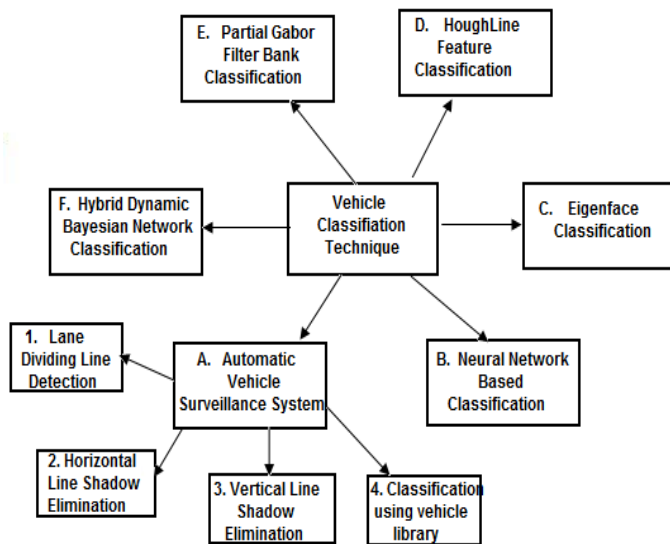 E. Partial Gabor
Filter Bank
Classification
D. HoughLine
Feature
Classification
F. Hybrid Dynamic
Bayesian Network
Classification
Vehicle
Classifiation
Technique
C. Eigenface
Classification
1. Lane
Dividing Line
Detection
A. Automatic
Vehicle
Surveillance System
B. Neural Network
Based
Classification
2. Horizontal
Line Shadow
Elimination
3. Vertical Line
Shadow
Elimination
4. Classification
using vehicle
library